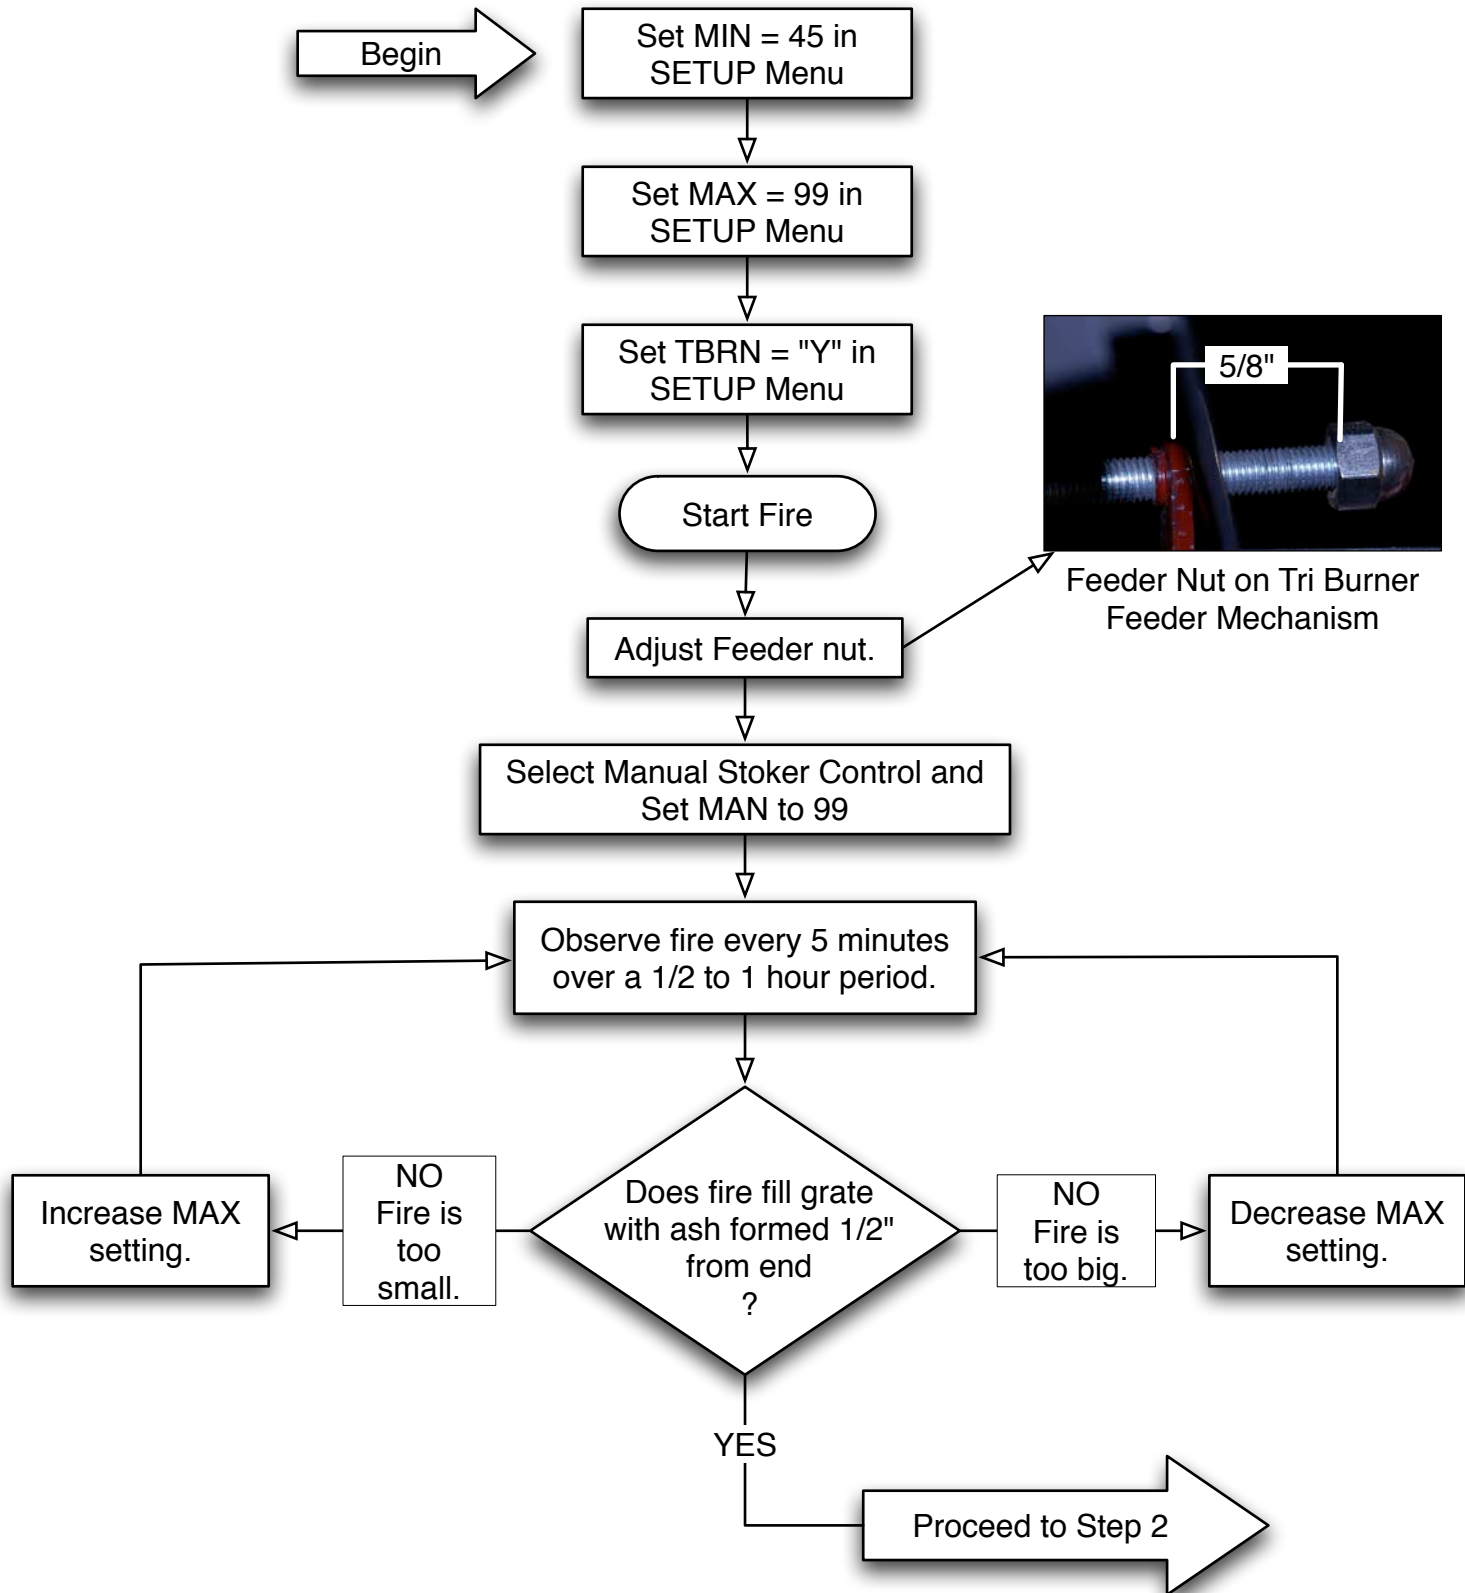 Begin
Set MIN = 45 in
SETUP Menu
Set MAX = 99 in
SETUP Menu
Set TBRN = "Y" in
SETUP Menu
5/8"
Start Fire
Feeder Nut on Tri Burner
Feeder Mechanism
Adjust Feeder nut.
Select Manual Stoker Control and
Set MAN to 99
Observe fire every 5 minutes
over a 1/2 to 1 hour period.
Increase MAX
setting.
NO
Fire is
too
small.
Does fire fill grate
with ash formed 1/2"
from end
?
NO
Fire is
too big.
Decrease MAX
setting.
YES
Proceed to Step 2